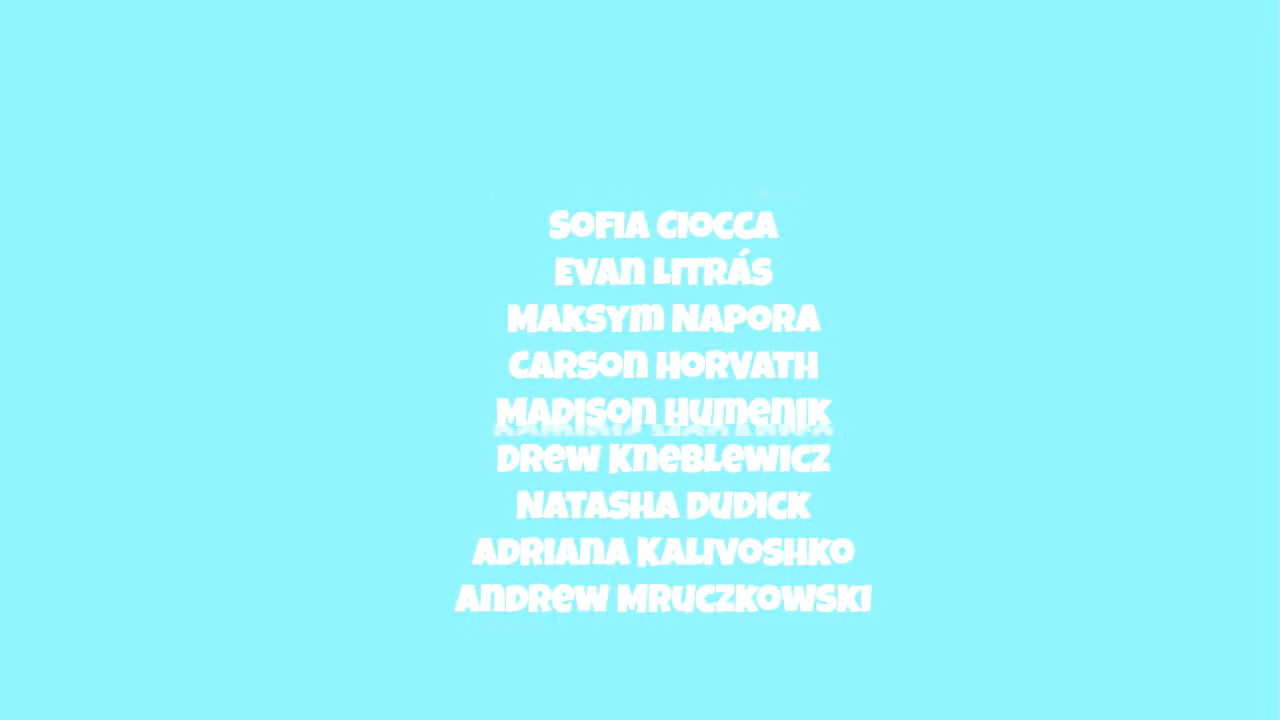 Sofia Ciocca
Evan Litrás
Maksym Napora
Carson Horvath
Madison Humenik
Drew Kneblewicz
Natasha Dudick
Adriana Kalivoshko
Andrew Mruczkowski